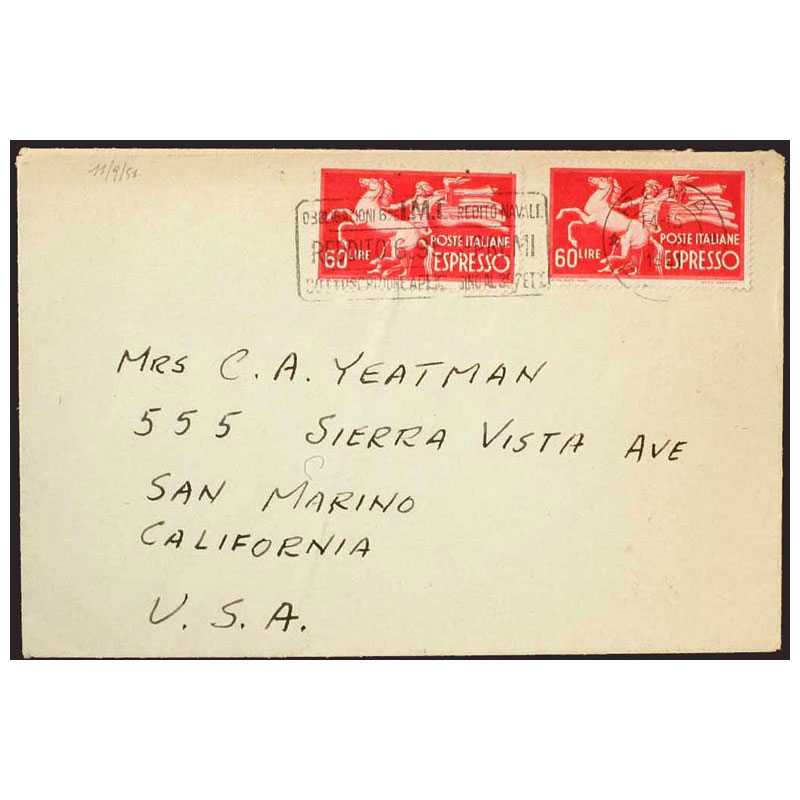 11/9/51
I.M.I.
60 LIRE POSTE ITALIANE ESPRESSO
60 LIRE POSTE ITALIANE ESPRESSO
MRS C. A. YEATMAN
555 SIERRA VISTA AVE
SAN MARINO
CALIFORNIA
U. S. A.